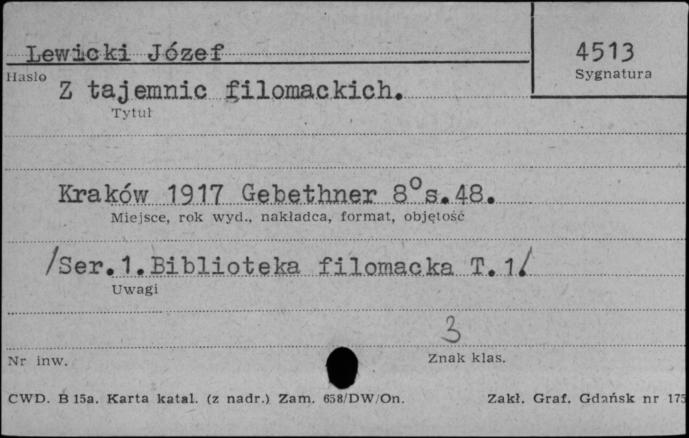 Lewicki Józef
4513
Hasło
Sygnatura
Z tajemnic filomackich.
Tytuł
Kraków 1917 Gebethner 8° s.48.
Miejsce, rok wyd., nakładca, format, objętość
/Ser.1.Biblioteka filomacka T.1/
Uwagi
3
Nr inw.
Znak klas.
CWD. B 15a. Karta katal. (z nadr.) Zam. 658/DW/On.
Zakł. Graf. Gdańsk nr 175